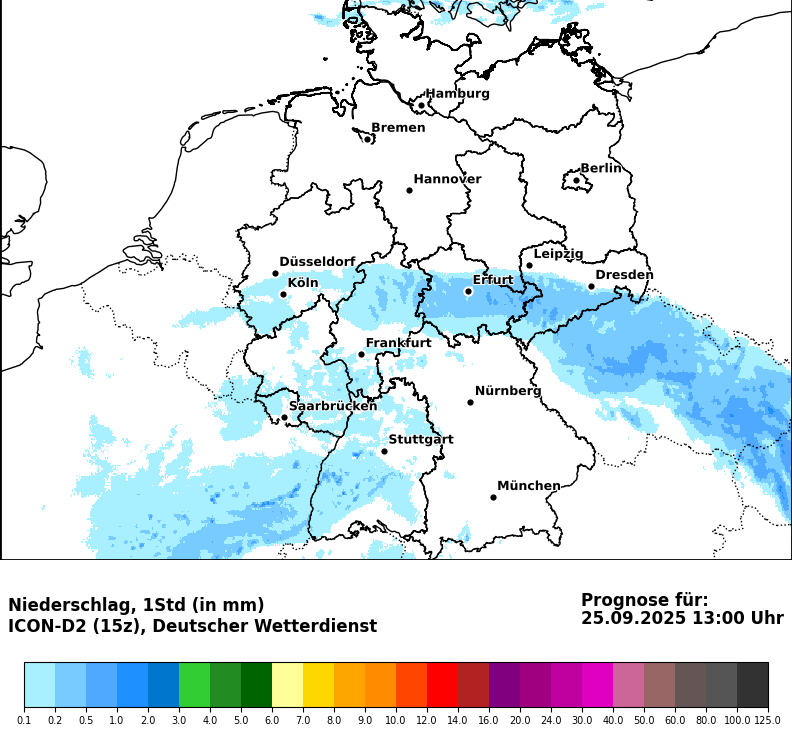 Hamburg
Bremen
Berlin
Hannover
Leipzig
Düsseldorf
Dresden
Köln
Erfurt
Frankfurt
Nürnberg
Saarbrücken
Stuttgart
München
Niederschlag, 1Std (in mm)
ICON-D2 (15z), Deutscher Wetterdienst
Prognose für:
25.09.2025 13:00 Uhr
0.1 0.2 0.5 1.0 2.0 3.0 4.0 5.0 6.0 7.0 8.0 9.0 10.0 12.0 14.0 16.0 20.0 24.0 30.0 40.0 50.0 60.0 80.0 100.0 125.0